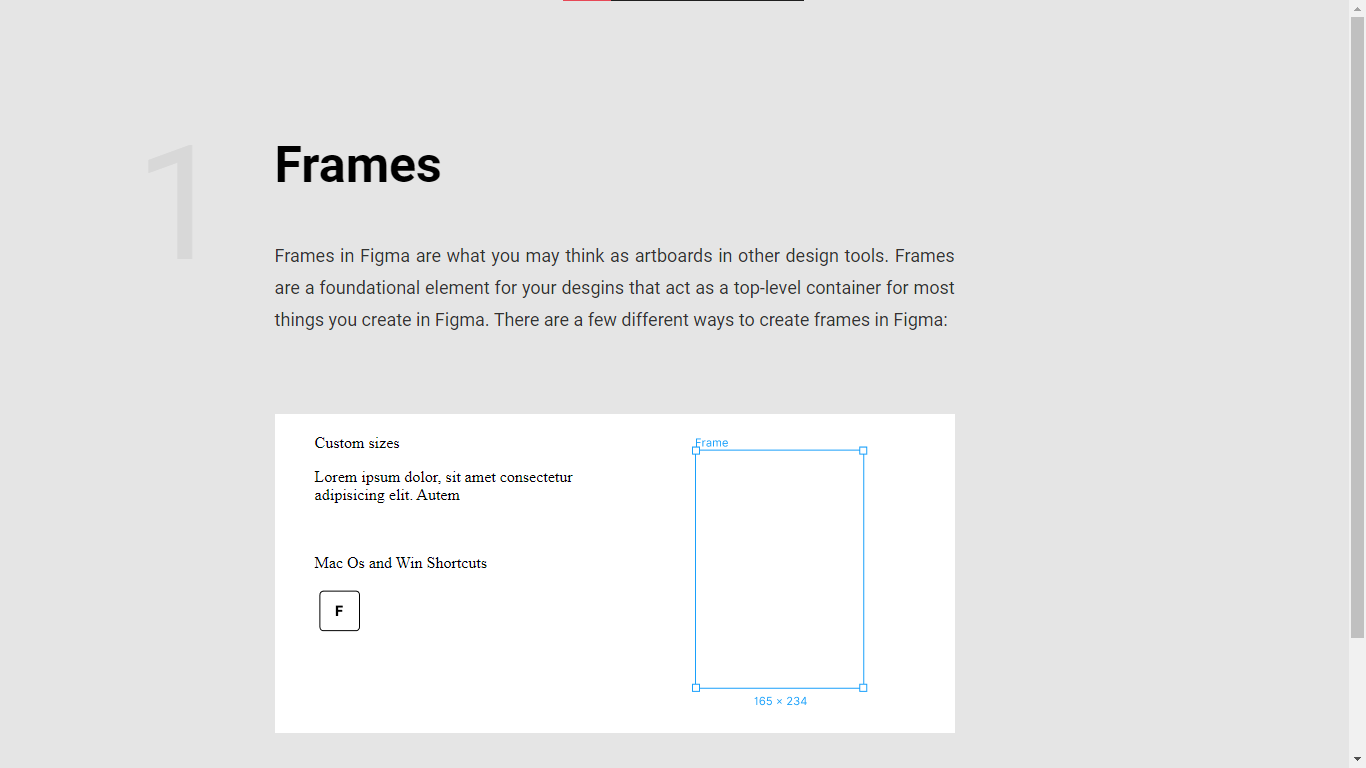 1
Frames
Frames in Figma are what you may think as artboards in other design tools. Frames
are a foundational element for your desgins that act as a top-level container for most
things you create in Figma. There are a few different ways to create frames in Figma:
Custom sizes
Lorem ipsum dolor, sit amet consectetur
adipisicing elit. Autem
Mac Os and Win Shortcuts
F
Frame
165 × 234